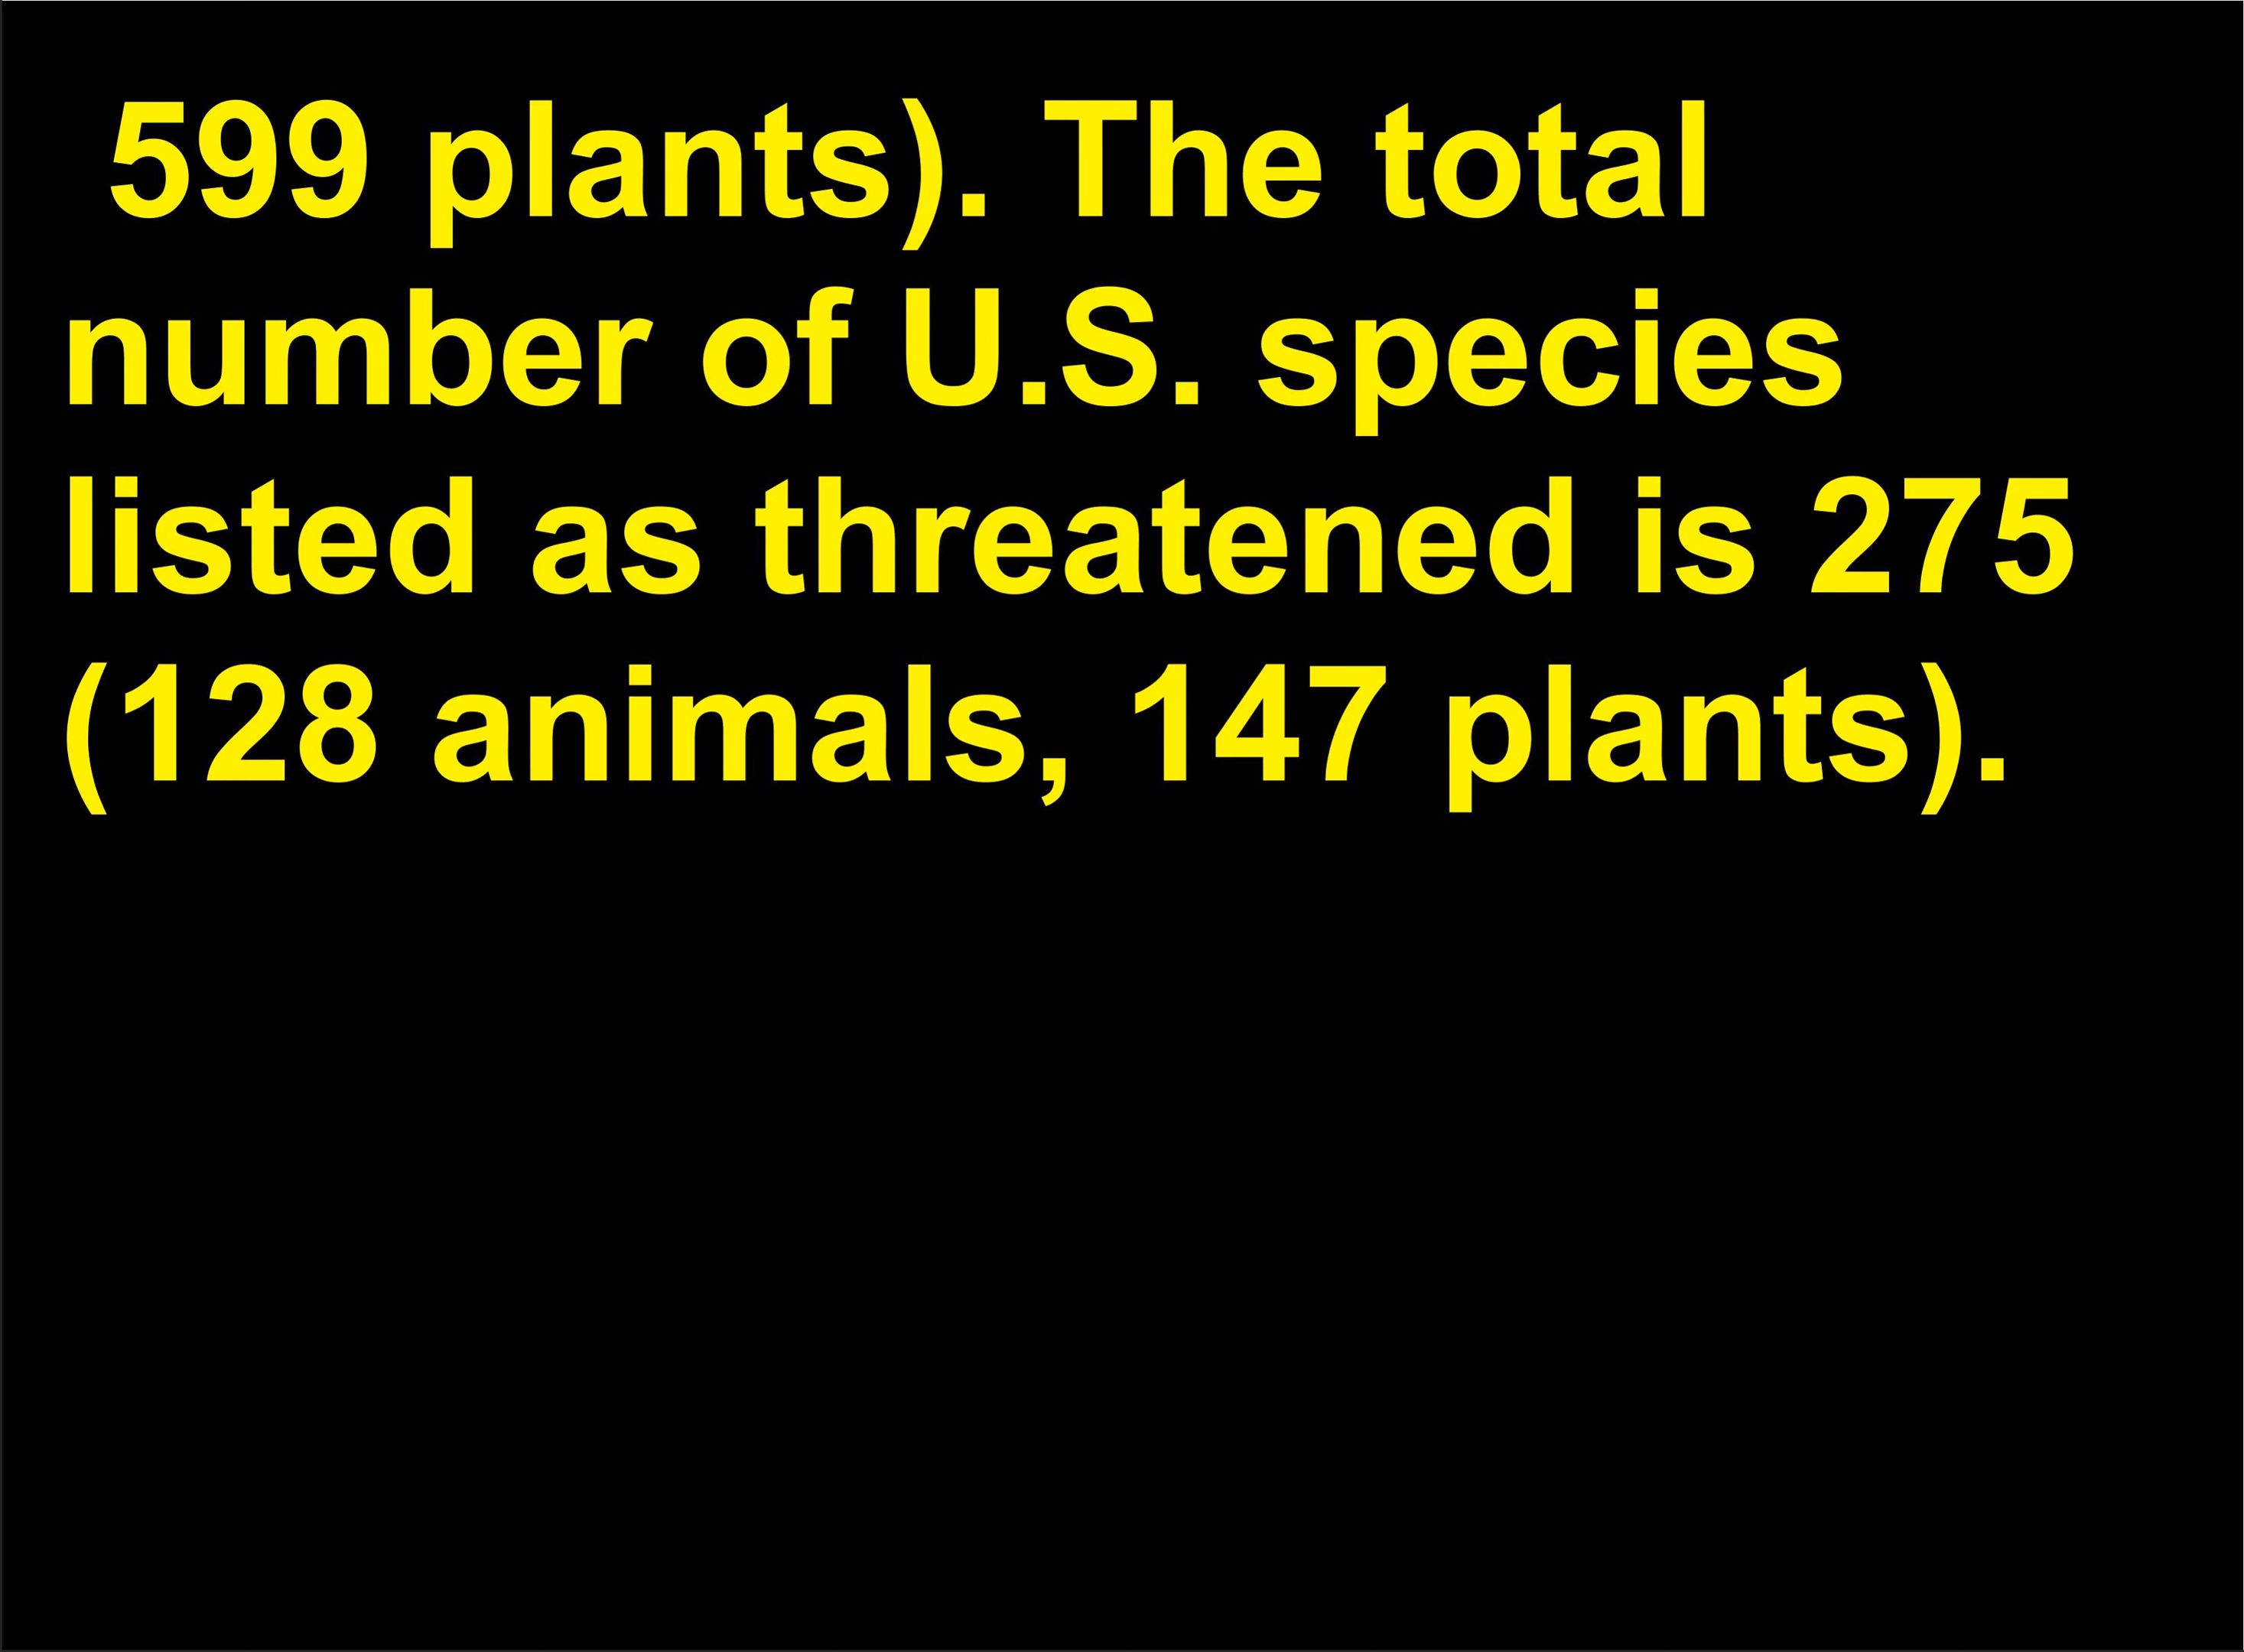 599 plants). The total
number of U.S. species
listed as threatened is 275
(128 animals, 147 plants).